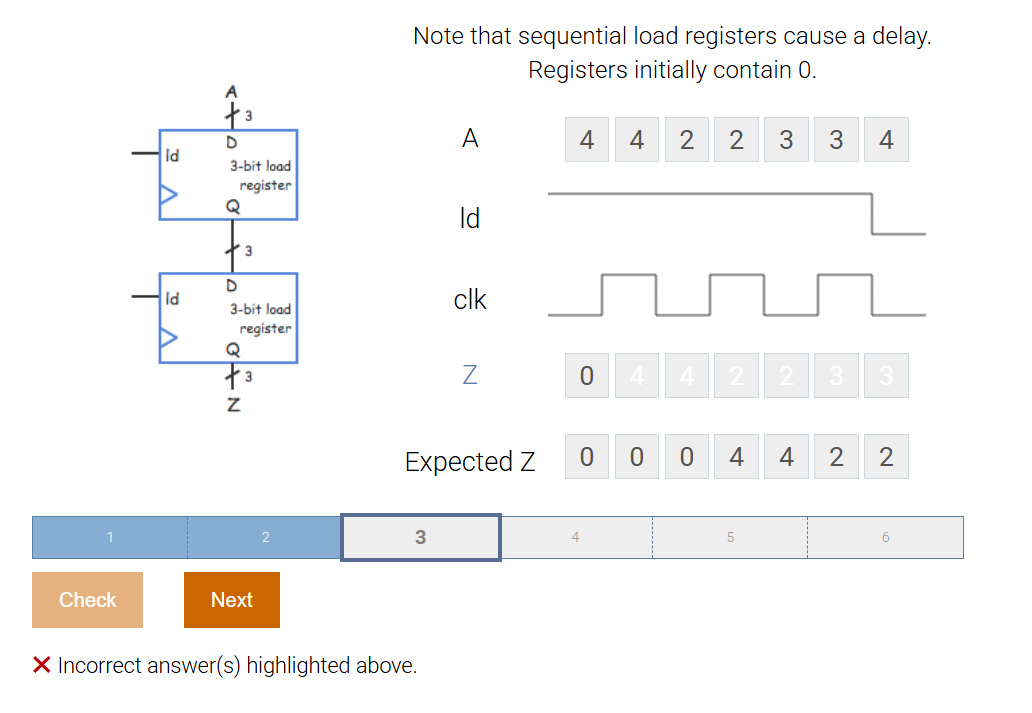 Note that sequential load registers cause a delay.
Registers initially contain 0.
A
3
D
ld
3-bit load
register
Q
3
D
ld
3-bit load
register
Q
3
Z
A 4 4 2 2 3 3 4
ld
clk
Z 0 4 4 2 2 3 3
Expected Z 0 0 0 4 4 2 2
1 2 3 4 5 6
Check Next
Incorrect answer(s) highlighted above.